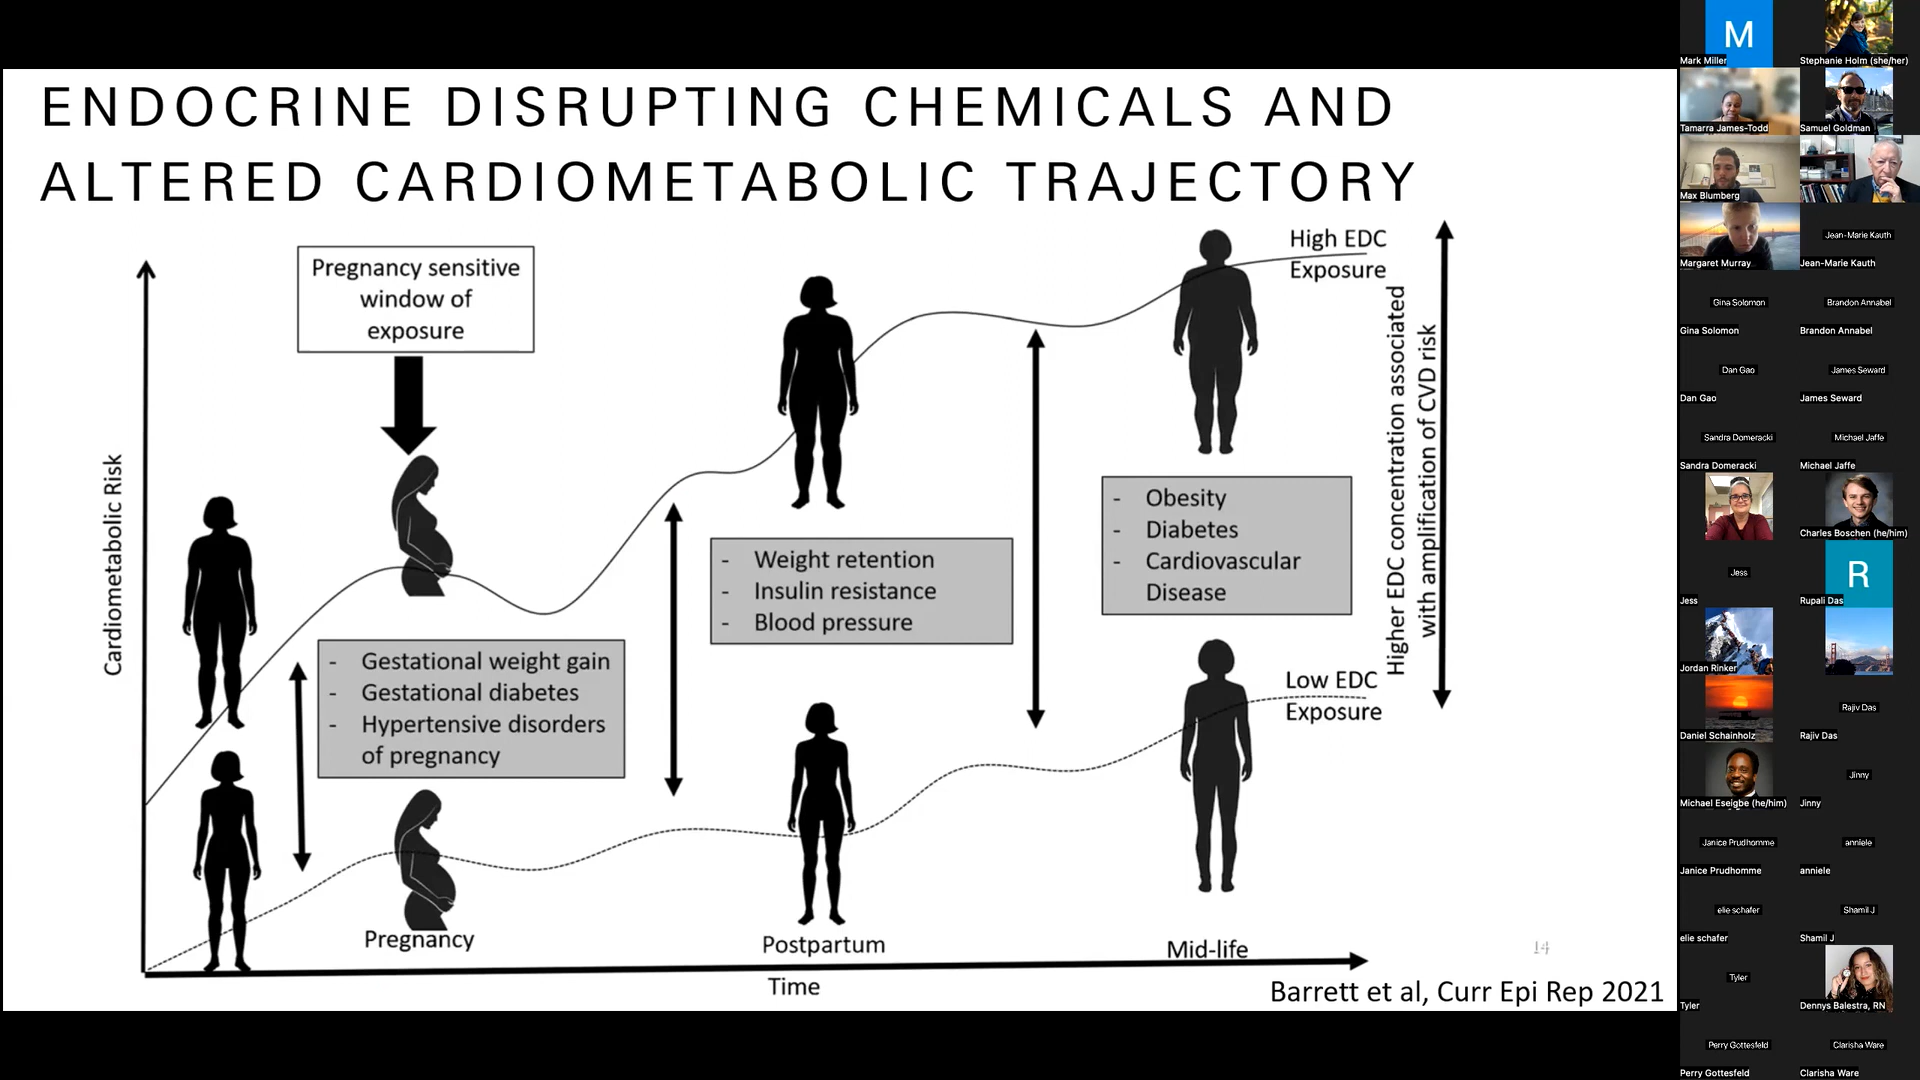 ENDOCRINE DISRUPTING CHEMICALS AND
ALTERED CARDIOMETABOLIC TRAJECTORY
Pregnancy sensitive
window of
exposure
High EDC
Exposure
Higher EDC concentration associated
with amplification of CVD risk
Cardiometabolic Risk
- Gestational weight gain
- Gestational diabetes
- Hypertensive disorders
of pregnancy
- Weight retention
- Insulin resistance
- Blood pressure
- Obesity
- Diabetes
- Cardiovascular
Disease
Low EDC
Exposure
Pregnancy
Postpartum
Mid-life
Time
14
Barrett et al, Curr Epi Rep 2021
M
Mark Miller
Stephanie Holm (she/her)
Tamarra James-Todd
Samuel Goldman
Max Blumberg
Margaret Murray
Jean-Marie Kauth
Jean-Marie Kauth
Gina Solomon
Gina Solomon
Brandon Annabel
Brandon Annabel
Dan Gao
Dan Gao
James Seward
James Seward
Sandra Domeracki
Sandra Domeracki
Michael Jaffe
Michael Jaffe
Charles Boschen (he/him)
Jess
Jess
R
Rupali Das
Jordan Rinker
Daniel Schainholz
Rajiv Das
Rajiv Das
Michael Eseigbe (he/him)
Jinny
Jinny
Janice Prudhomme
Janice Prudhomme
anniele
anniele
elie schafer
elie schafer
Shamil J
Shamil J
Tyler
Tyler
Dennys Balestra, RN
Perry Gottesfeld
Perry Gottesfeld
Clarisha Ware
Clarisha Ware